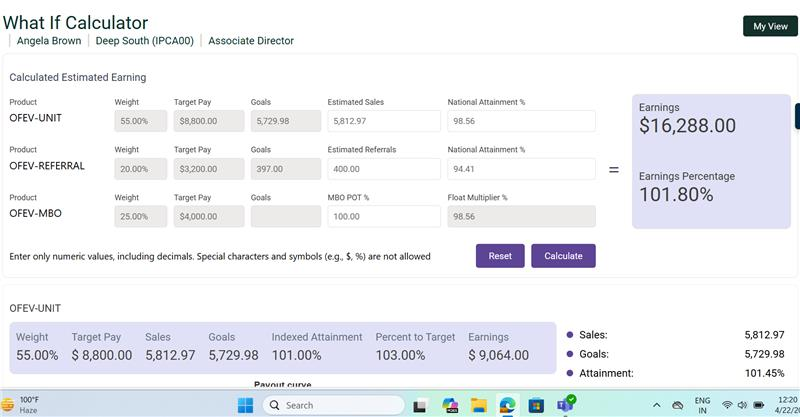 What If Calculator
My View
Angela Brown | Deep South (IPCA00) | Associate Director
Calculated Estimated Earning
Product Weight Target Pay Goals Estimated Sales National Attainment %
OFEV-UNIT 55.00% $8,800.00 5,729.98 5,812.97 98.56
Product Weight Target Pay Goals Estimated Referrals National Attainment %
OFEV-REFERRAL 20.00% $3,200.00 397.00 400.00 94.41
Product Weight Target Pay Goals MBO POT % Float Multiplier %
OFEV-MBO 25.00% $4,000.00 100.00 98.56
=
Earnings
$16,288.00
Earnings Percentage
101.80%
Enter only numeric values, including decimals. Special characters and symbols (e.g., $, %) are not allowed
Reset Calculate
OFEV-UNIT
Weight Target Pay Sales Goals Indexed Attainment Percent to Target Earnings
55.00% $ 8,800.00 5,812.97 5,729.98 101.00% 103.00% $ 9,064.00
Sales: 5,812.97
Goals: 5,729.98
Attainment: 101.45%
Payout curve
100°F
Haze
Search
ENG
IN
12:20
4/22/20